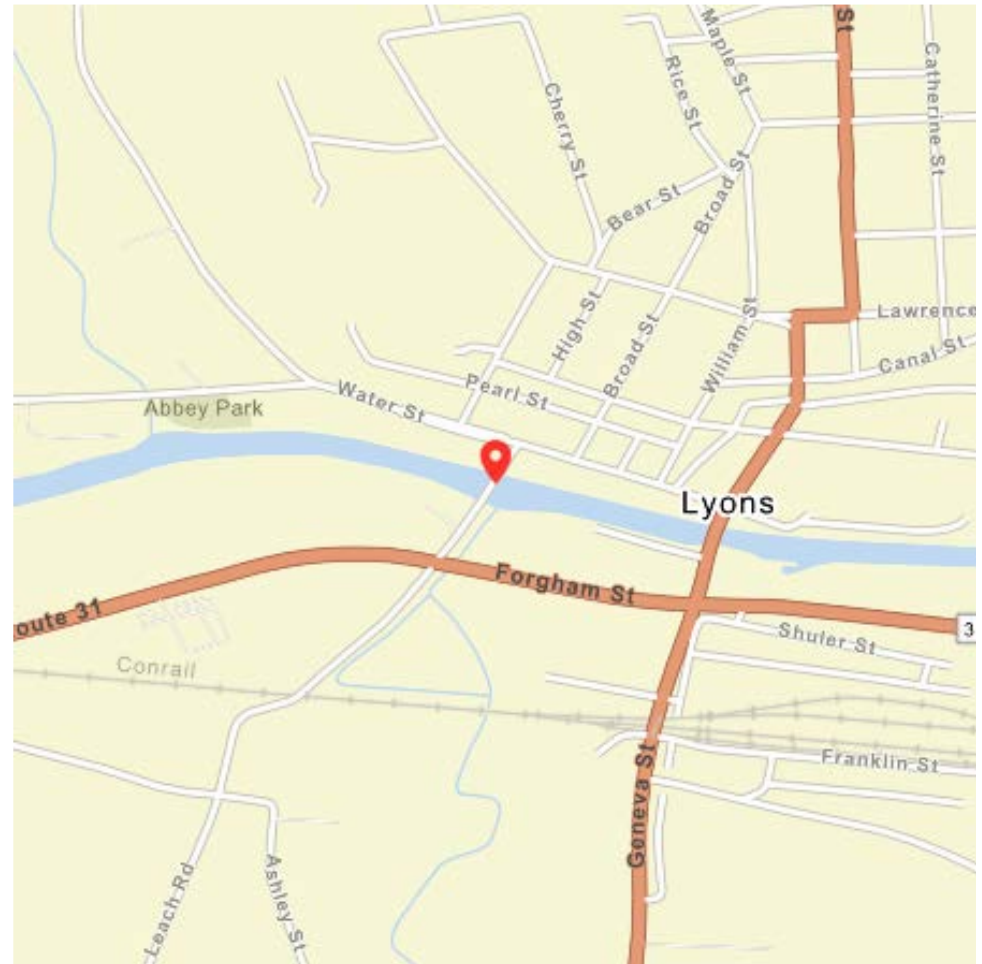 St
Maple St
Catherine St
Rice St
Cherry St
Broad St
Bear St
High St
Lawrence
Broad St
William St
Canal St
Pearl St
Water St
Abbey Park
Lyons
Forgham St
oute 31
3
Shuler St
Conrail
Franklin St
Geneva St
Leach Rd
Ashley St